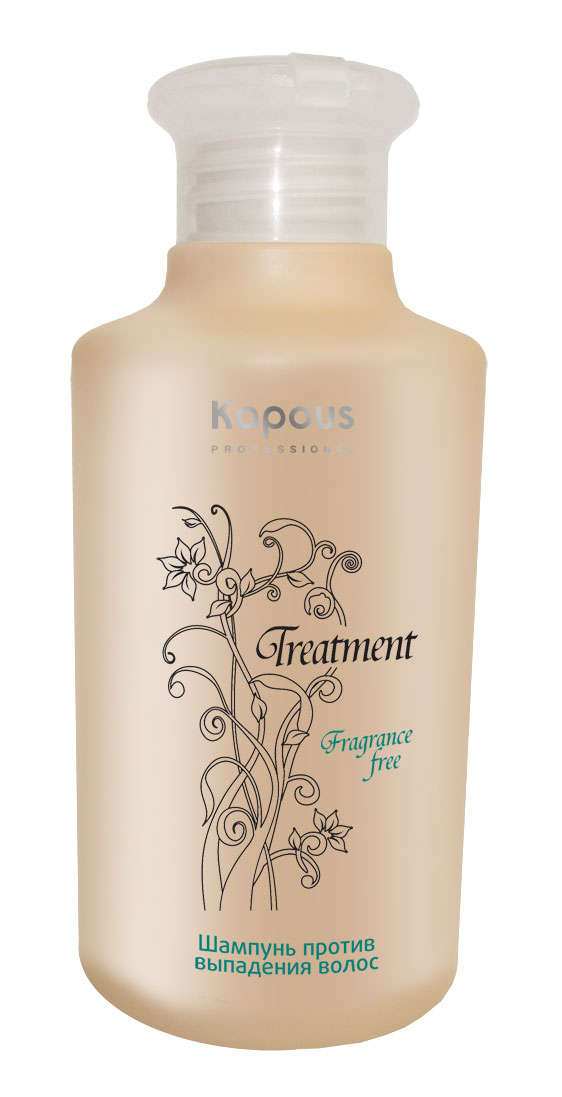 Kapous
PROFESSIONAL
Treatment
Fragrance
free
Шампунь против
выпадения волос